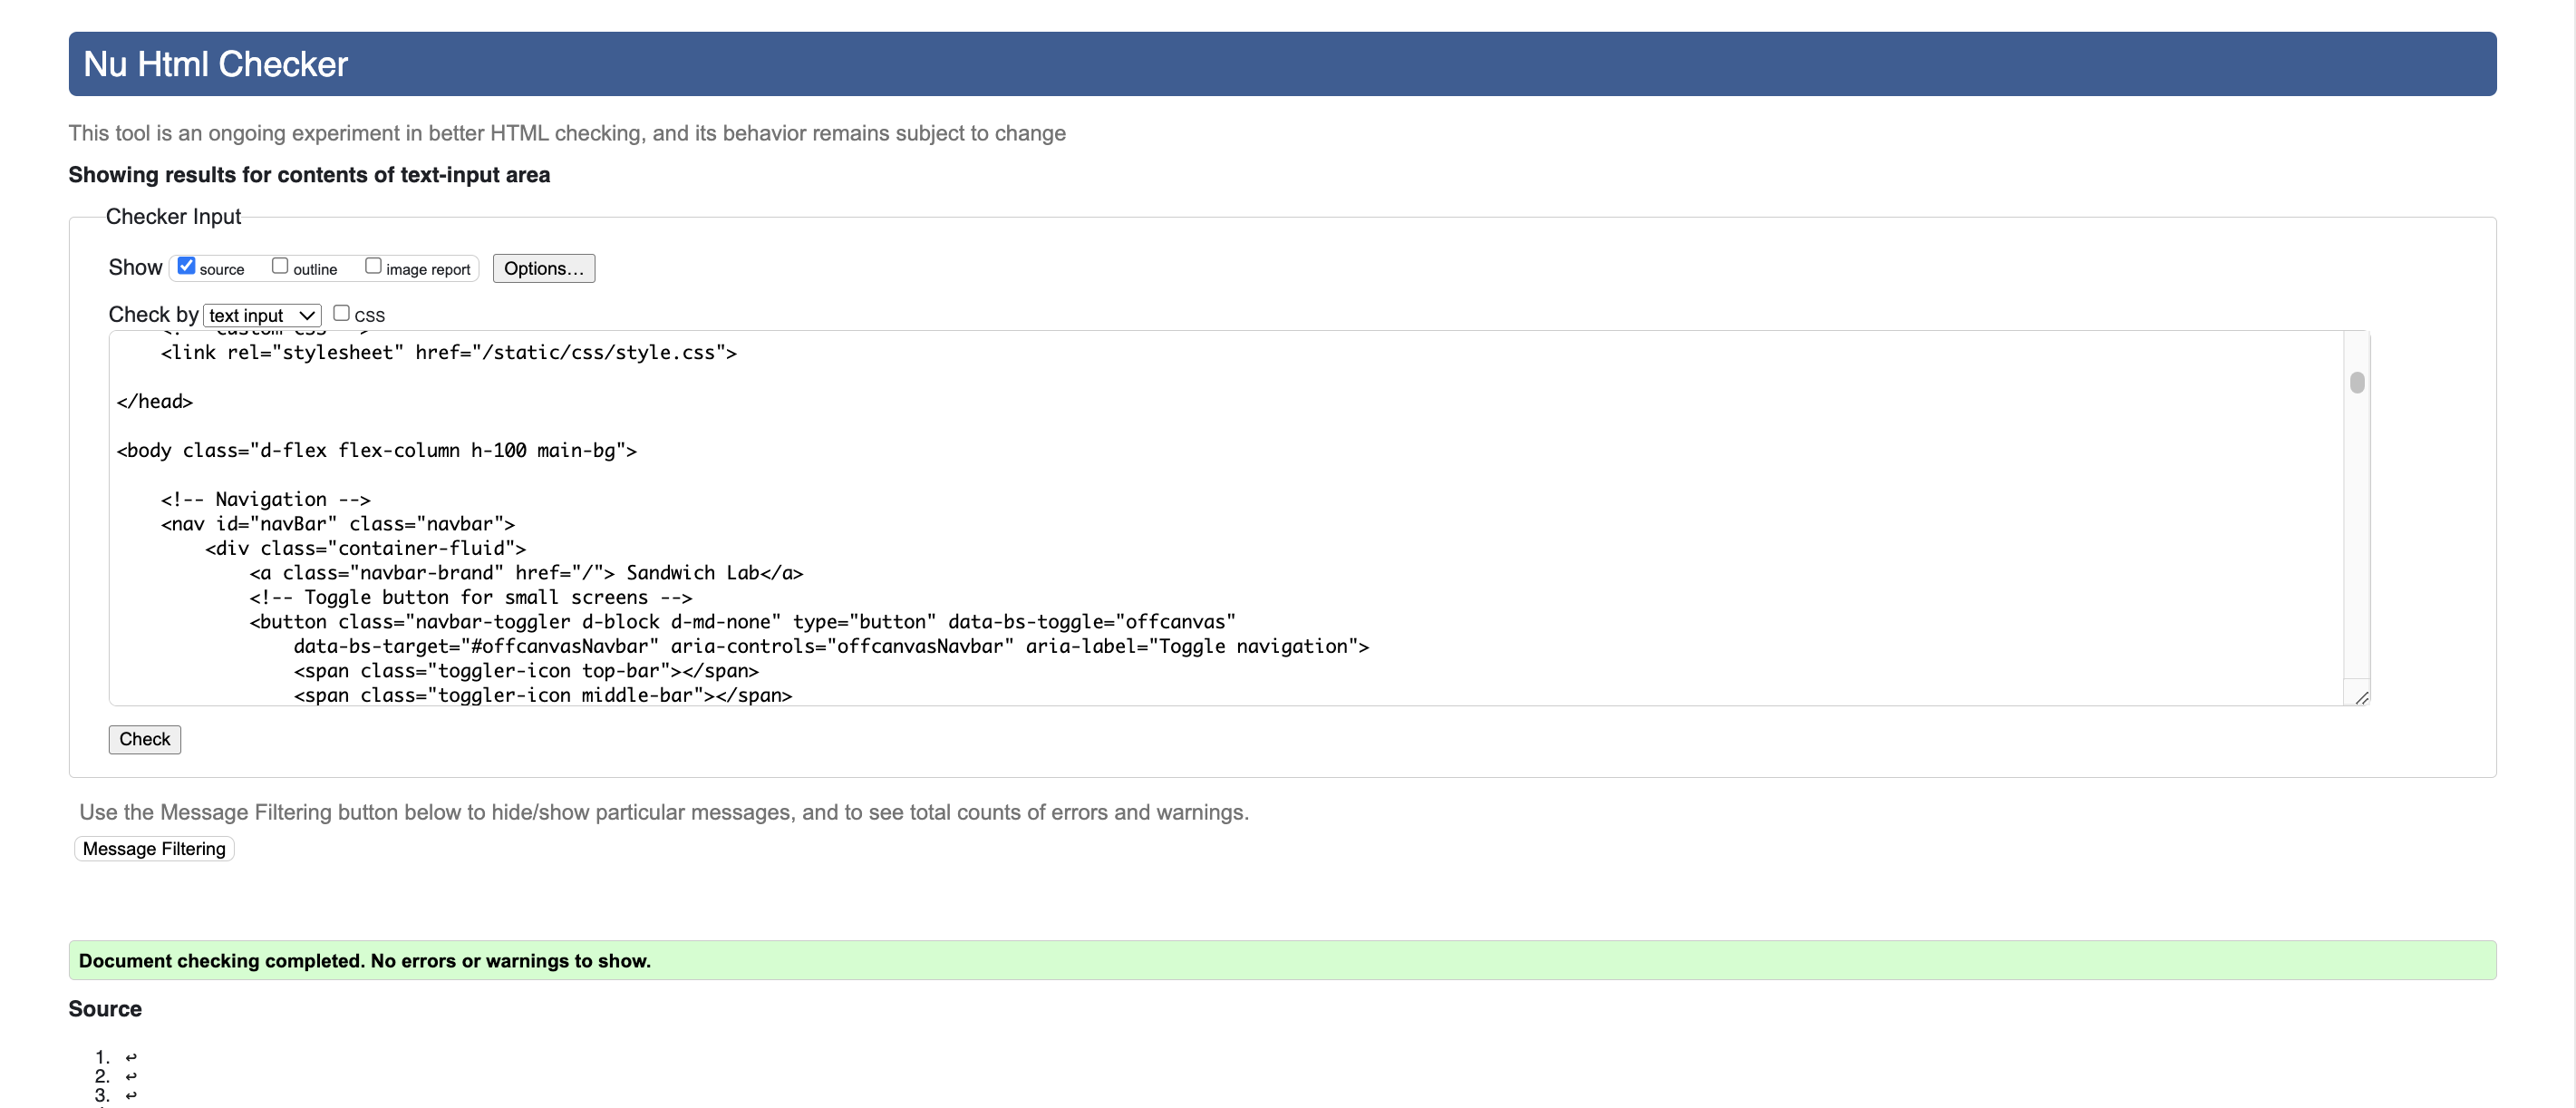 Nu Html Checker
This tool is an ongoing experiment in better HTML checking, and its behavior remains subject to change
Showing results for contents of text-input area
Checker Input
Show source outline image report Options...
Check by text input CSS
<link rel="stylesheet" href="/static/css/style.css">
</head>
<body class="d-flex flex-column h-100 main-bg">
<!-- Navigation -->
<nav id="navBar" class="navbar">
<div class="container-fluid">
<a class="navbar-brand" href="/"> Sandwich Lab</a>
<!-- Toggle button for small screens -->
<button class="navbar-toggler d-block d-md-none" type="button" data-bs-toggle="offcanvas"
data-bs-target="#offcanvasNavbar" aria-controls="offcanvasNavbar" aria-label="Toggle navigation">
<span class="toggler-icon top-bar"></span>
<span class="toggler-icon middle-bar"></span>
Check
Use the Message Filtering button below to hide/show particular messages, and to see total counts of errors and warnings.
Message Filtering
Document checking completed. No errors or warnings to show.
Source
1. ↩
2. ↩
3. ↩